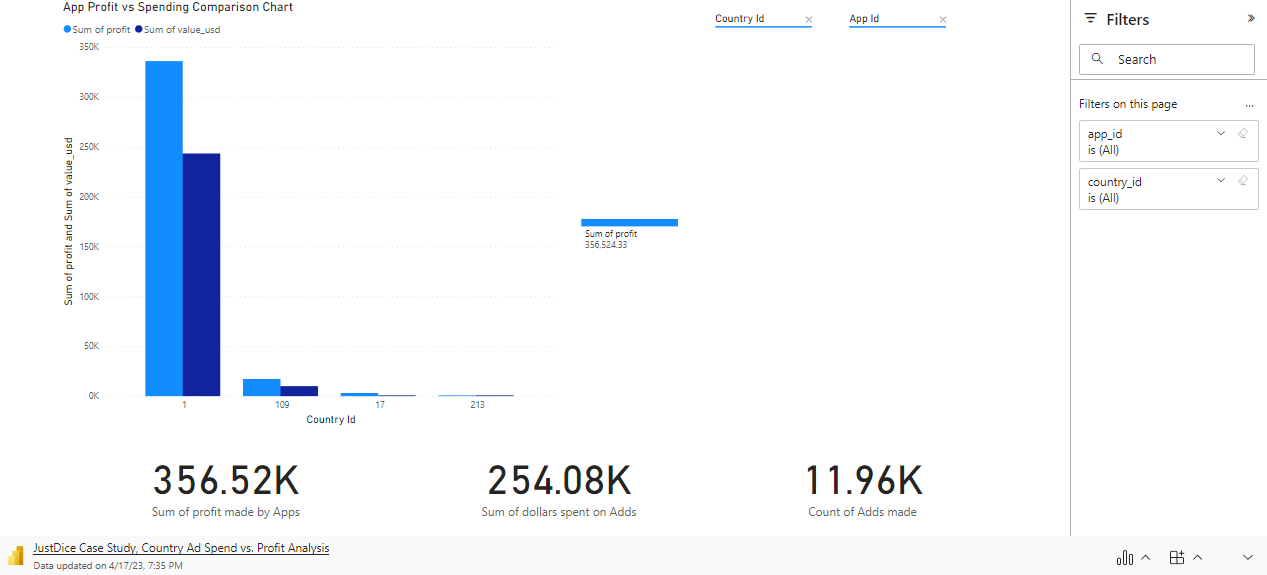 App Profit vs Spending Comparison Chart
Sum of profit Sum of value_usd
Sum of profit and Sum of value_usd
350K
300K
250K
200K
150K
100K
50K
0K
1 109 17 213
Country Id
Country Id
App Id
Sum of profit
356,524.33
356.52K
Sum of profit made by Apps
254.08K
Sum of dollars spent on Adds
11.96K
Count of Adds made
Filters
Search
Filters on this page
app_id
is (All)
country_id
is (All)
JustDice Case Study, Country Ad Spend vs. Profit Analysis
Data updated on 4/17/23, 7:35 PM